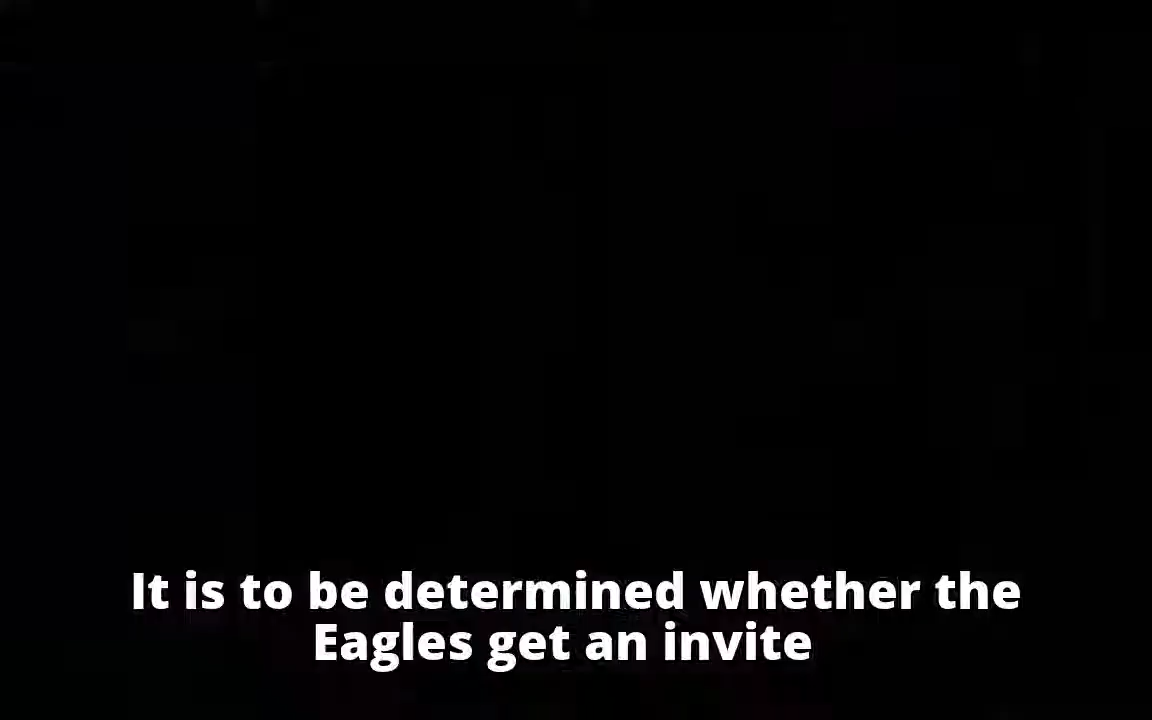 It is to be determined whether the
Eagles get an invite